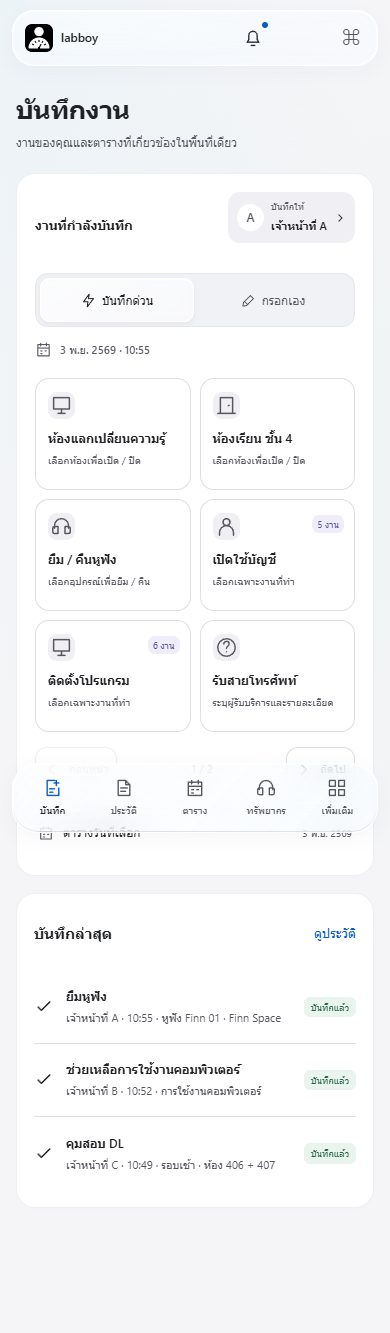 labboy
บันทึกงาน
งานของคุณและตารางที่เกี่ยวข้องในพื้นที่เดียว
งานที่กำลังบันทึก
A
บันทึกให้
เจ้าหน้าที่ A
บันทึกด่วน
กรอกเอง
3 พ.ย. 2569 · 10:55
ห้องแลกเปลี่ยนความรู้
เลือกห้องเพื่อเปิด / ปิด
ห้องเรียน ชั้น 4
เลือกห้องเพื่อเปิด / ปิด
ยืม / คืนหูฟัง
เลือกอุปกรณ์เพื่อยืม / คืน
5 งาน
เปิดใช้บัญชี
เลือกเฉพาะงานที่ทำ
6 งาน
ติดตั้งโปรแกรม
เลือกเฉพาะงานที่ทำ
รับสายโทรศัพท์
ระบุผู้รับบริการและรายละเอียด
ก่อนหน้า
1 / 2
ถัดไป
บันทึก
ประวัติ
ตาราง
ทรัพยากร
เพิ่มเติม
ตารางวันที่เลือก
3 พ.ย. 2569
บันทึกล่าสุด
ดูประวัติ
ยืมหูฟัง
เจ้าหน้าที่ A · 10:55 · หูฟัง Finn 01 · Finn Space
บันทึกแล้ว
ช่วยเหลือการใช้งานคอมพิวเตอร์
เจ้าหน้าที่ B · 10:52 · การใช้งานคอมพิวเตอร์
บันทึกแล้ว
คุมสอบ DL
เจ้าหน้าที่ C · 10:49 · รอบเช้า · ห้อง 406 + 407
บันทึกแล้ว